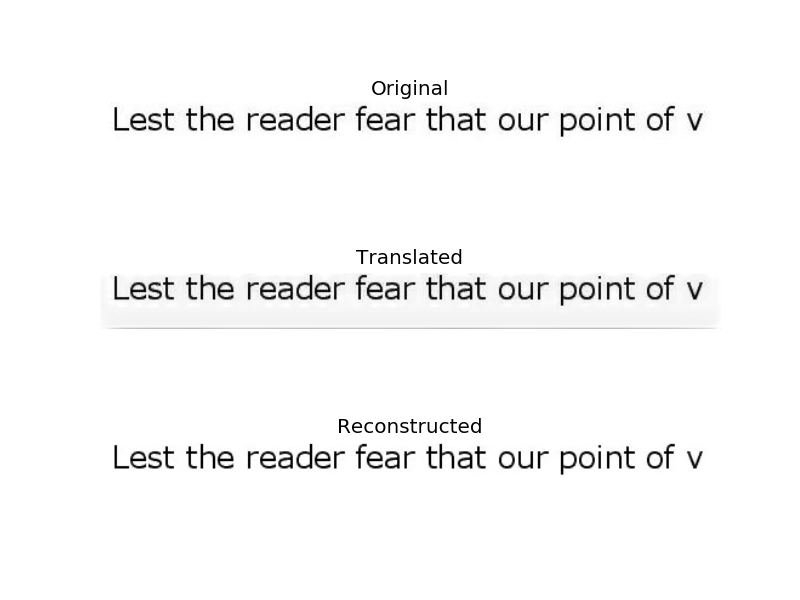 Original
Lest the reader fear that our point of v
Translated
Lest the reader fear that our point of v
Reconstructed
Lest the reader fear that our point of v